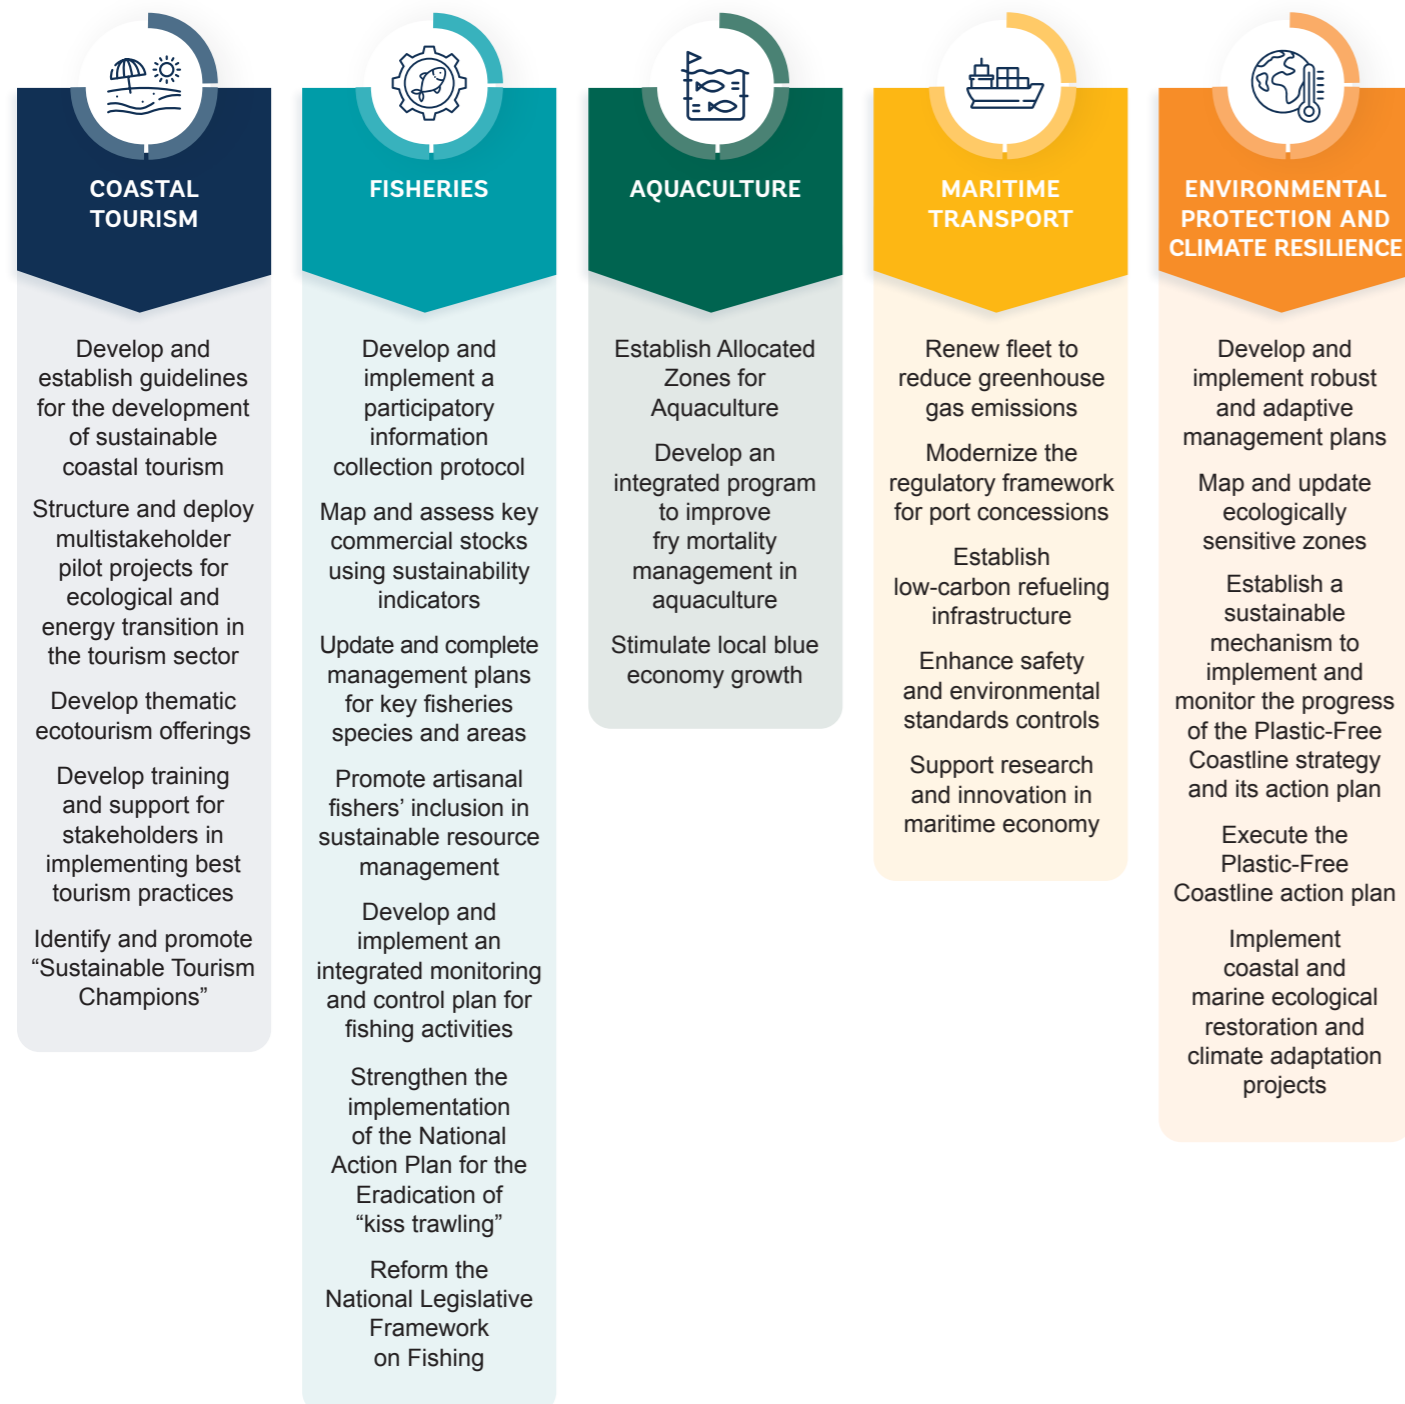 COASTAL
TOURISM
Develop and
establish guidelines
for the development
of sustainable
coastal tourism
Structure and deploy
multistakeholder
pilot projects for
ecological and
energy transition in
the tourism sector
Develop thematic
ecotourism offerings
Develop training
and support for
stakeholders in
implementing best
tourism practices
Identify and promote
“Sustainable Tourism
Champions”
FISHERIES
Develop and
implement a
participatory
information
collection protocol
Map and assess key
commercial stocks
using sustainability
indicators
Update and complete
management plans
for key fisheries
species and areas
Promote artisanal
fishers’ inclusion in
sustainable resource
management
Develop and
implement an
integrated monitoring
and control plan for
fishing activities
Strengthen the
implementation
of the National
Action Plan for the
Eradication of
“kiss trawling”
Reform the
National Legislative
Framework
on Fishing
AQUACULTURE
Establish Allocated
Zones for
Aquaculture
Develop an
integrated program
to improve
fry mortality
management in
aquaculture
Stimulate local blue
economy growth
MARITIME
TRANSPORT
Renew fleet to
reduce greenhouse
gas emissions
Modernize the
regulatory framework
for port concessions
Establish
low-carbon refueling
infrastructure
Enhance safety
and environmental
standards controls
Support research
and innovation in
maritime economy
ENVIRONMENTAL
PROTECTION AND
CLIMATE RESILIENCE
Develop and
implement robust
and adaptive
management plans
Map and update
ecologically
sensitive zones
Establish a
sustainable
mechanism to
implement and
monitor the progress
of the Plastic-Free
Coastline strategy
and its action plan
Execute the
Plastic-Free
Coastline action plan
Implement
coastal and
marine ecological
restoration and
climate adaptation
projects